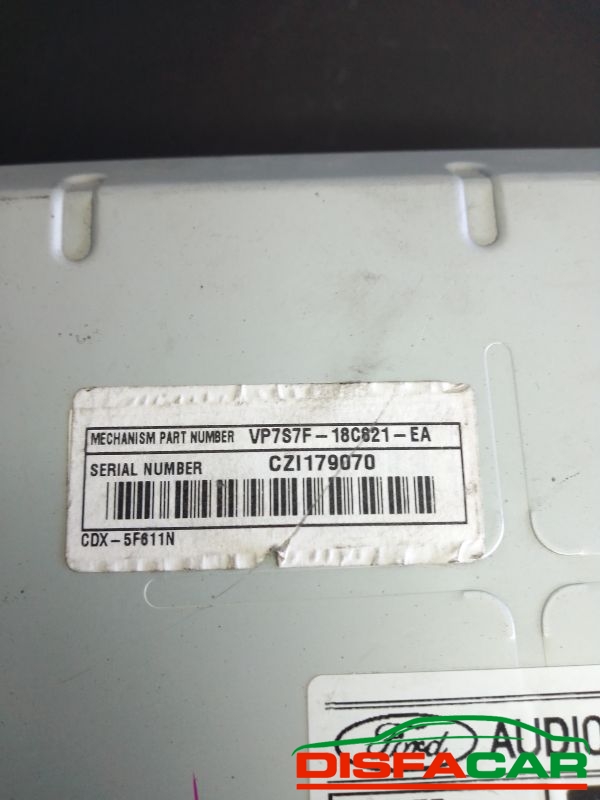 MECHANISM PART NUMBER VP7S7F-18C821-EA
SERIAL NUMBER CZI179070
CDX-5F611N
Ford AUDIO
DISFACAR